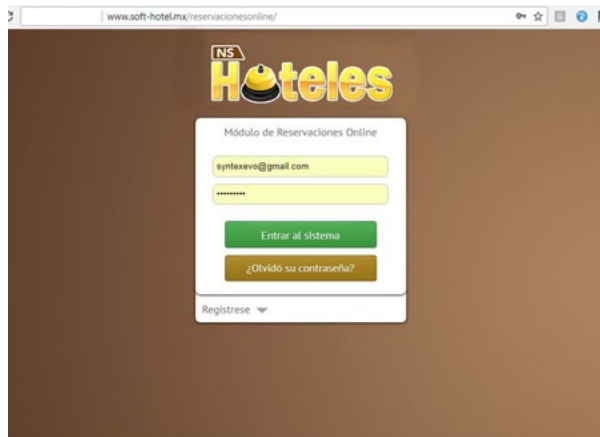 www.soft-hotel.mx/reservacionesonline/
NS
Hoteles
Módulo de Reservaciones Online
syntexevo@gmail.com
•••••••••
Entrar al sistema
¿Olvidó su contraseña?
Registrese